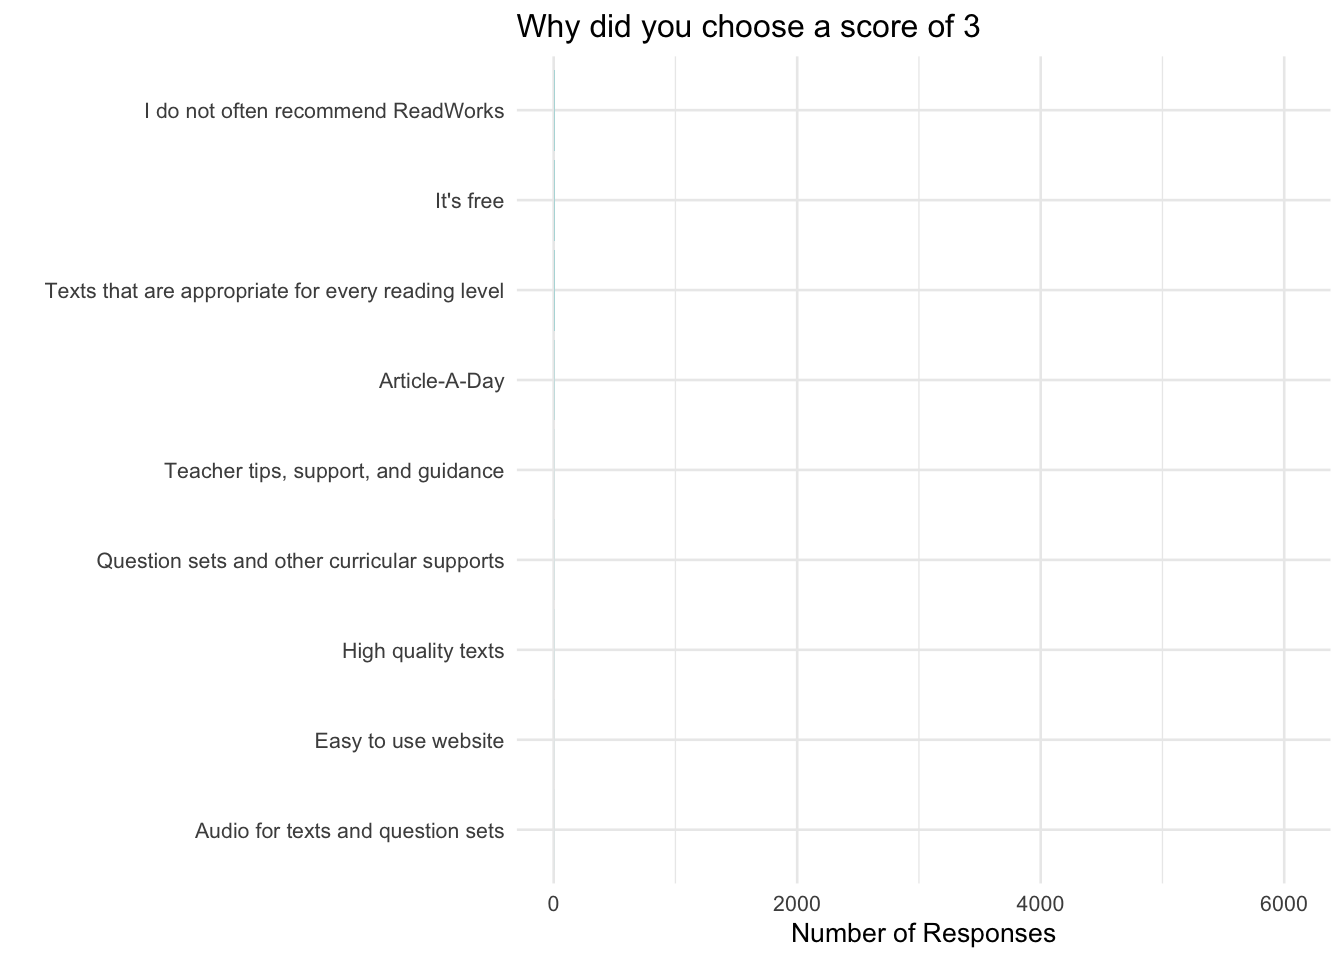 Why did you choose a score of 3
I do not often recommend ReadWorks
It's free
Texts that are appropriate for every reading level
Article-A-Day
Teacher tips, support, and guidance
Question sets and other curricular supports
High quality texts
Easy to use website
Audio for texts and question sets
0 2000 4000 6000
Number of Responses